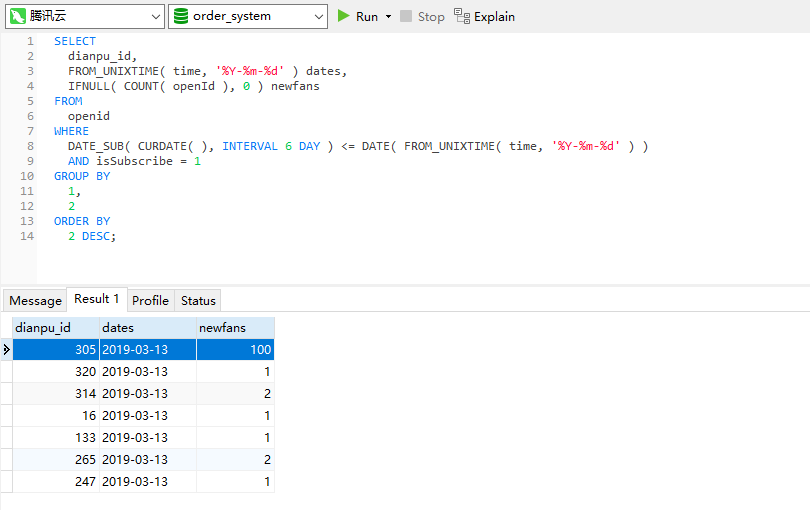 腾讯云 order_system Run Stop Explain
1 SELECT
2 dianpu_id,
3 FROM_UNIXTIME( time, '%Y-%m-%d' ) dates,
4 IFNULL( COUNT( openId ), 0 ) newfans
5 FROM
6 openid
7 WHERE
8 DATE_SUB( CURDATE( ), INTERVAL 6 DAY ) <= DATE( FROM_UNIXTIME( time, '%Y-%m-%d' ) )
9 AND isSubscribe = 1
10 GROUP BY
11 1,
12 2
13 ORDER BY
14 2 DESC;
Message Result 1 Profile Status
dianpu_id dates newfans
305 2019-03-13 100
320 2019-03-13 1
314 2019-03-13 2
16 2019-03-13 1
133 2019-03-13 1
265 2019-03-13 2
247 2019-03-13 1